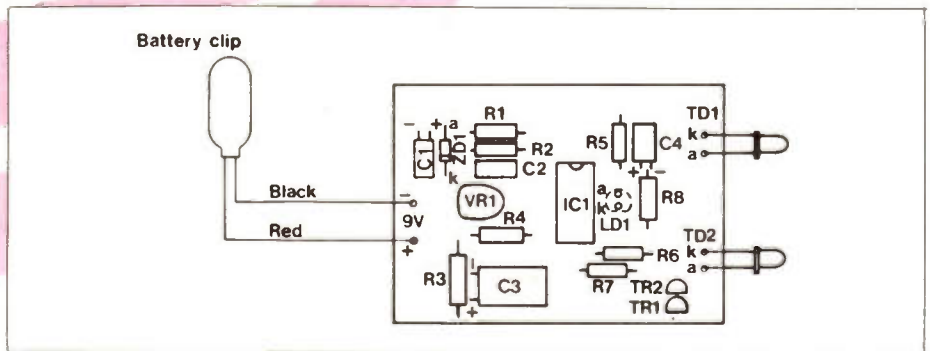 Battery clip
Black
Red
-
9V
+
- + a
C1
ZD1
k
R1
R2
C2
VR1
R4
R3
-
C3
+
R5
C4
+ -
IC1
a
k
LD1
R8
R6
R7
TR2
TR1
TD1
k
a
TD2
k
a